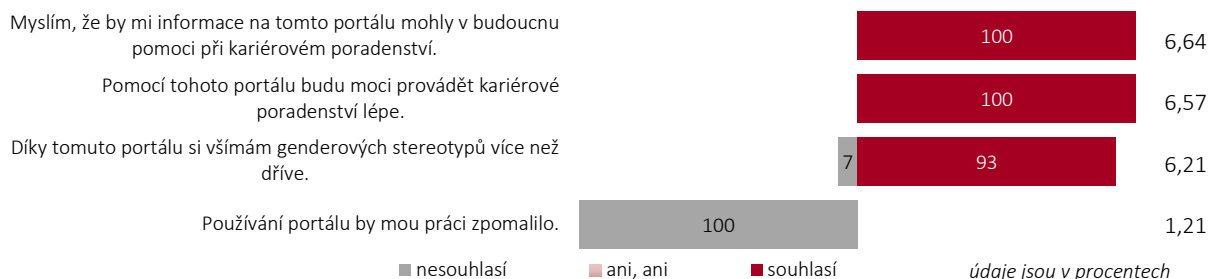 Myslím, že by mi informace na tomto portálu mohly v budoucnu
pomoci při kariérovém poradenství.
100
6,64
Pomocí tohoto portálu budu moci provádět kariérové
poradenství lépe.
100
6,57
Díky tomuto portálu si všímám genderových stereotypů více než
dříve.
7
93
6,21
Používání portálu by mou práci zpomalilo.
100
1,21
nesouhlasí
ani, ani
souhlasí
údaje jsou v procentech